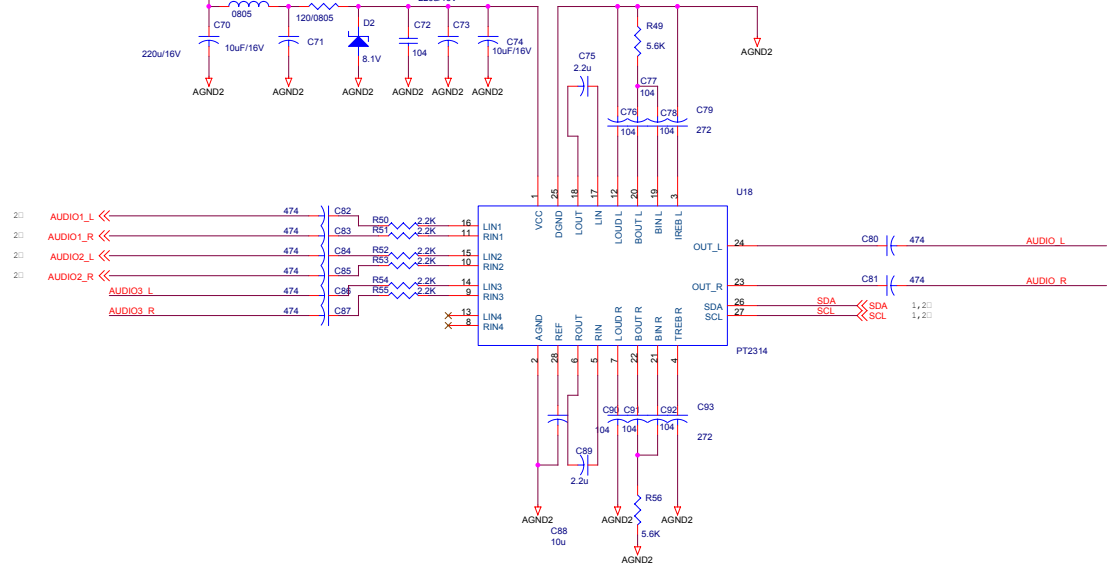 C70
0805
120/0805
D2
C72
C73
R49
220u/16V
10uF/16V
C71
8.1V
104
C74
10uF/16V
C75
2.2u
5.6K
AGND2
AGND2
AGND2
AGND2
AGND2
AGND2
AGND2
C77
104
C76
C78
C79
104
104
272
U18
1
25
18
17
12
20
19
3
VCC
DGND
LOUT
LIN
LOUD L
BOUT L
BIN L
IREB L
AUDIO1_L
474
C82
R50
2.2K
16
LIN1
AUDIO1_R
474
C83
R51
2.2K
11
RIN1
AUDIO2_L
474
C84
R52
2.2K
15
LIN2
AUDIO2_R
474
C85
R53
2.2K
10
RIN2
AUDIO3_L
474
C86
R54
2.2K
14
LIN3
AUDIO3_R
474
C87
R55
2.2K
9
RIN3
13
LIN4
8
RIN4
OUT_L
24
C80
474
AUDIO_L
OUT_R
23
C81
474
AUDIO_R
SDA
26
SDA
SDA
SCL
27
SCL
SCL
AGND
REF
ROUT
RIN
LOUD R
BOUT R
BIN R
TREB R
2
28
6
5
7
22
21
4
PT2314
C90
C91
C92
C93
104
104
104
272
C89
2.2u
R56
5.6K
AGND2
AGND2
AGND2
C88
10u
AGND2